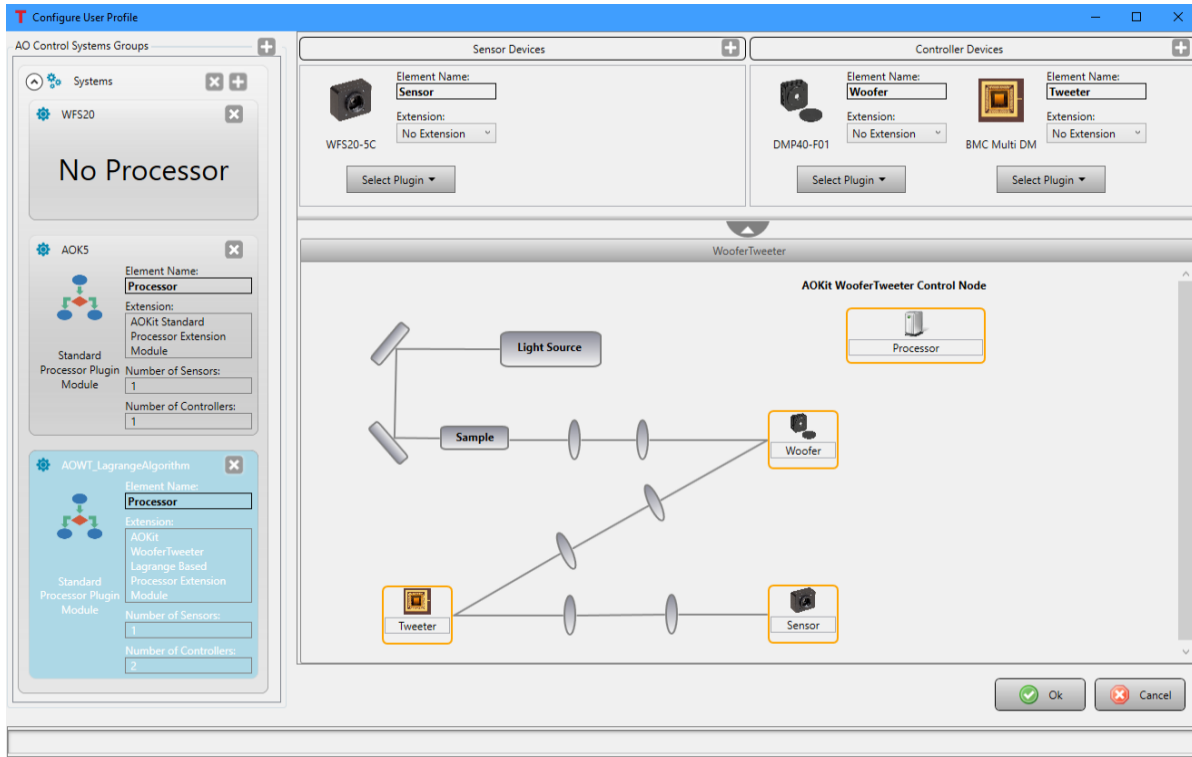 Configure User Profile
AO Control Systems Groups
Systems
WFS20
No Processor
AOK5
Element Name:
Processor
Extension:
AOKit Standard
Processor Extension
Module
Standard
Processor Plugin
Module
Number of Sensors:
1
Number of Controllers:
1
AOWT_LagrangeAlgorithm
Element Name:
Processor
Extension:
AOKit
WooferTweeter
Lagrange Based
Processor Extension
Module
Standard
Processor Plugin
Module
Number of Sensors:
1
Number of Controllers:
2
Sensor Devices
WFS20-5C
Element Name:
Sensor
Extension:
No Extension
Select Plugin
Controller Devices
DMP40-F01
Element Name:
Woofer
Extension:
No Extension
Select Plugin
BMC Multi DM
Element Name:
Tweeter
Extension:
No Extension
Select Plugin
WooferTweeter
AOKit WooferTweeter Control Node
Processor
Light Source
Sample
Woofer
Tweeter
Sensor
Ok
Cancel